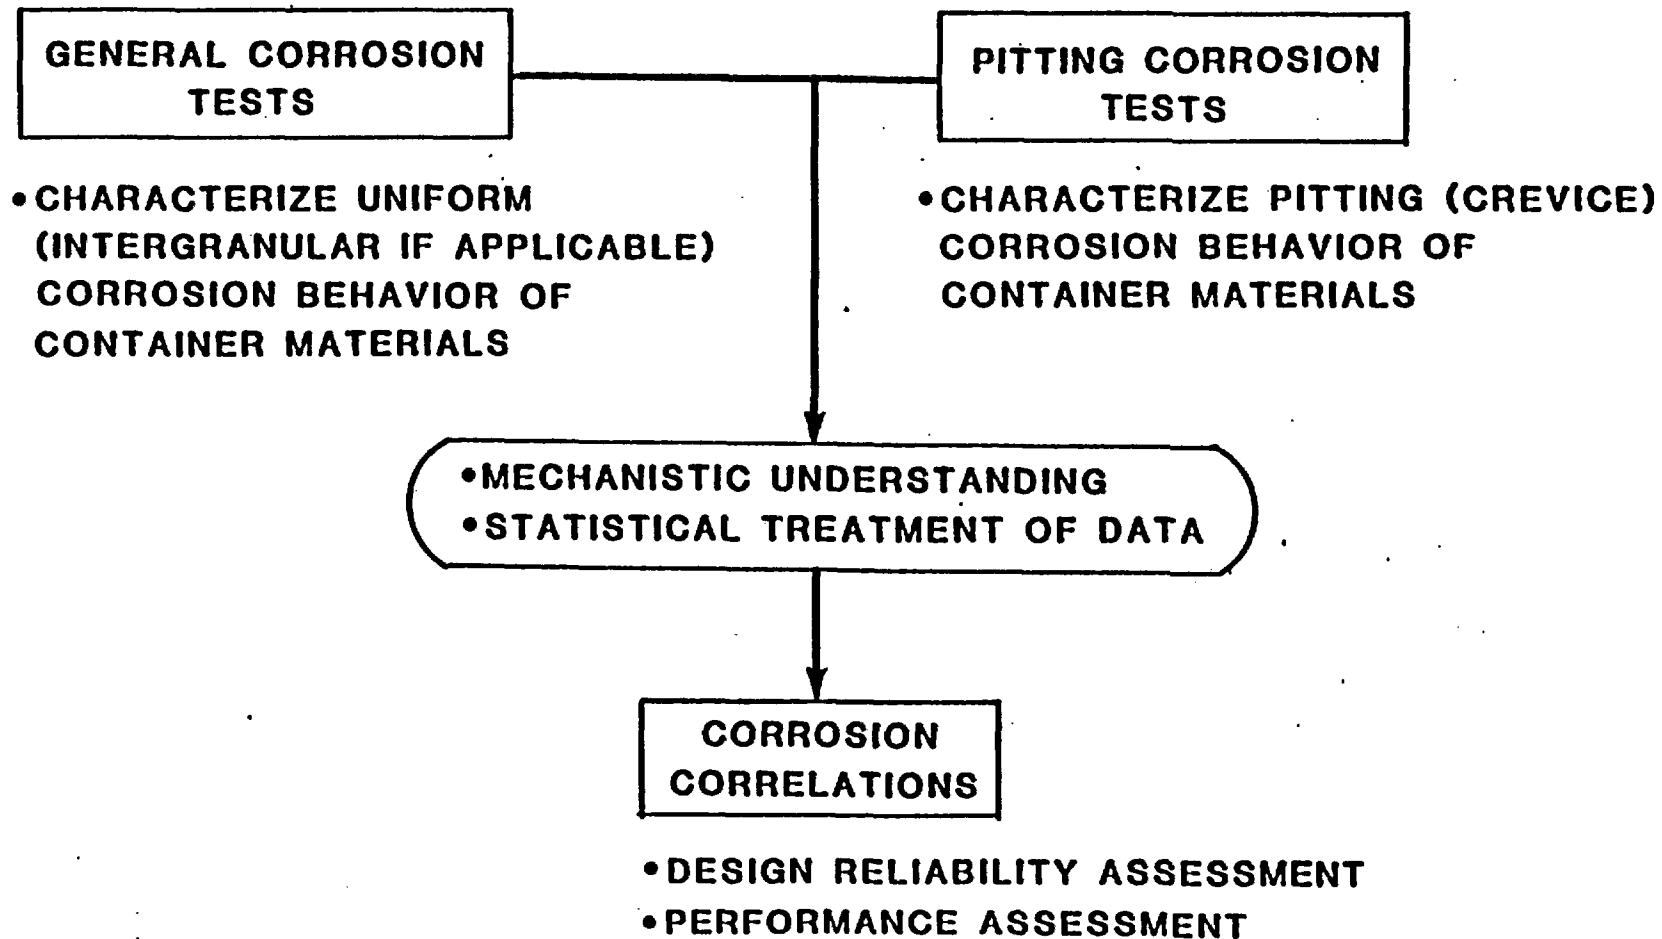 GENERAL CORROSION
TESTS
PITTING CORROSION
TESTS
•CHARACTERIZE UNIFORM
(INTERGRANULAR IF APPLICABLE)
CORROSION BEHAVIOR OF
CONTAINER MATERIALS
•CHARACTERIZE PITTING (CREVICE)
CORROSION BEHAVIOR OF
CONTAINER MATERIALS
•MECHANISTIC UNDERSTANDING
•STATISTICAL TREATMENT OF DATA
CORROSION
CORRELATIONS
•DESIGN RELIABILITY ASSESSMENT
•PERFORMANCE ASSESSMENT